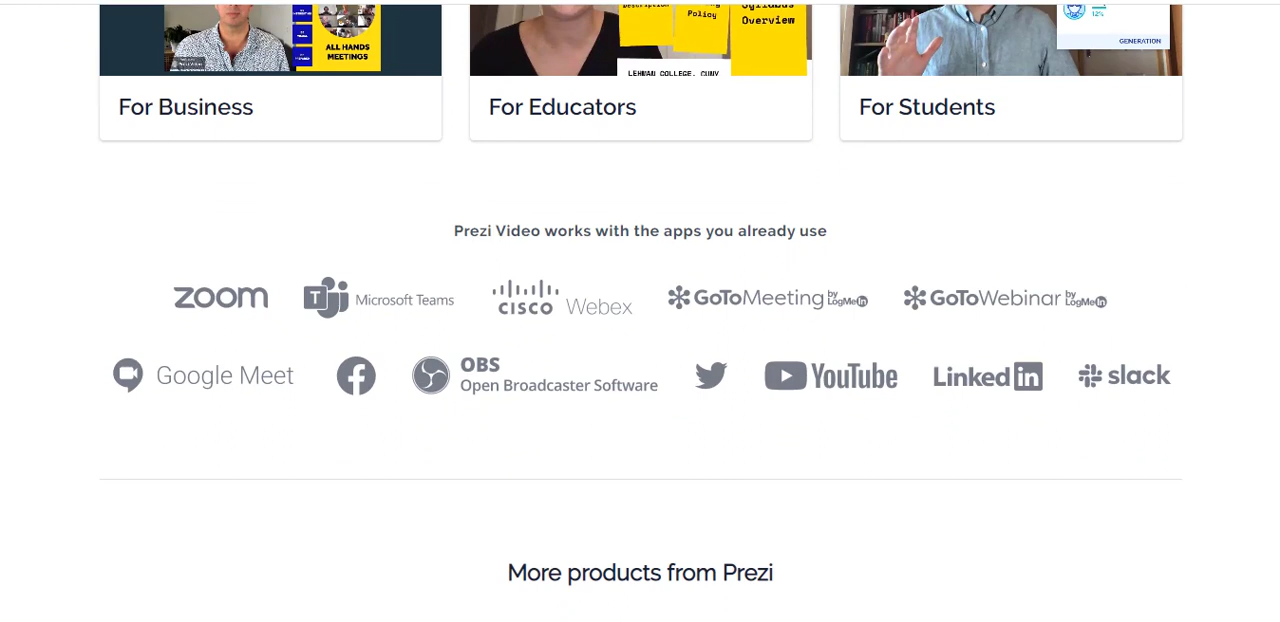 ALL HANDS
MEETINGS
Policy
Syllabus
Overview
LEHMAN COLLEGE, CUNY
12%
GENERATION
For Business
For Educators
For Students
Prezi Video works with the apps you already use
zoom
T Microsoft Teams
CISCO Webex
GoToMeeting by LogMeIn
GoToWebinar by LogMeIn
Google Meet
OBS
Open Broadcaster Software
YouTube
Linked in
slack
More products from Prezi